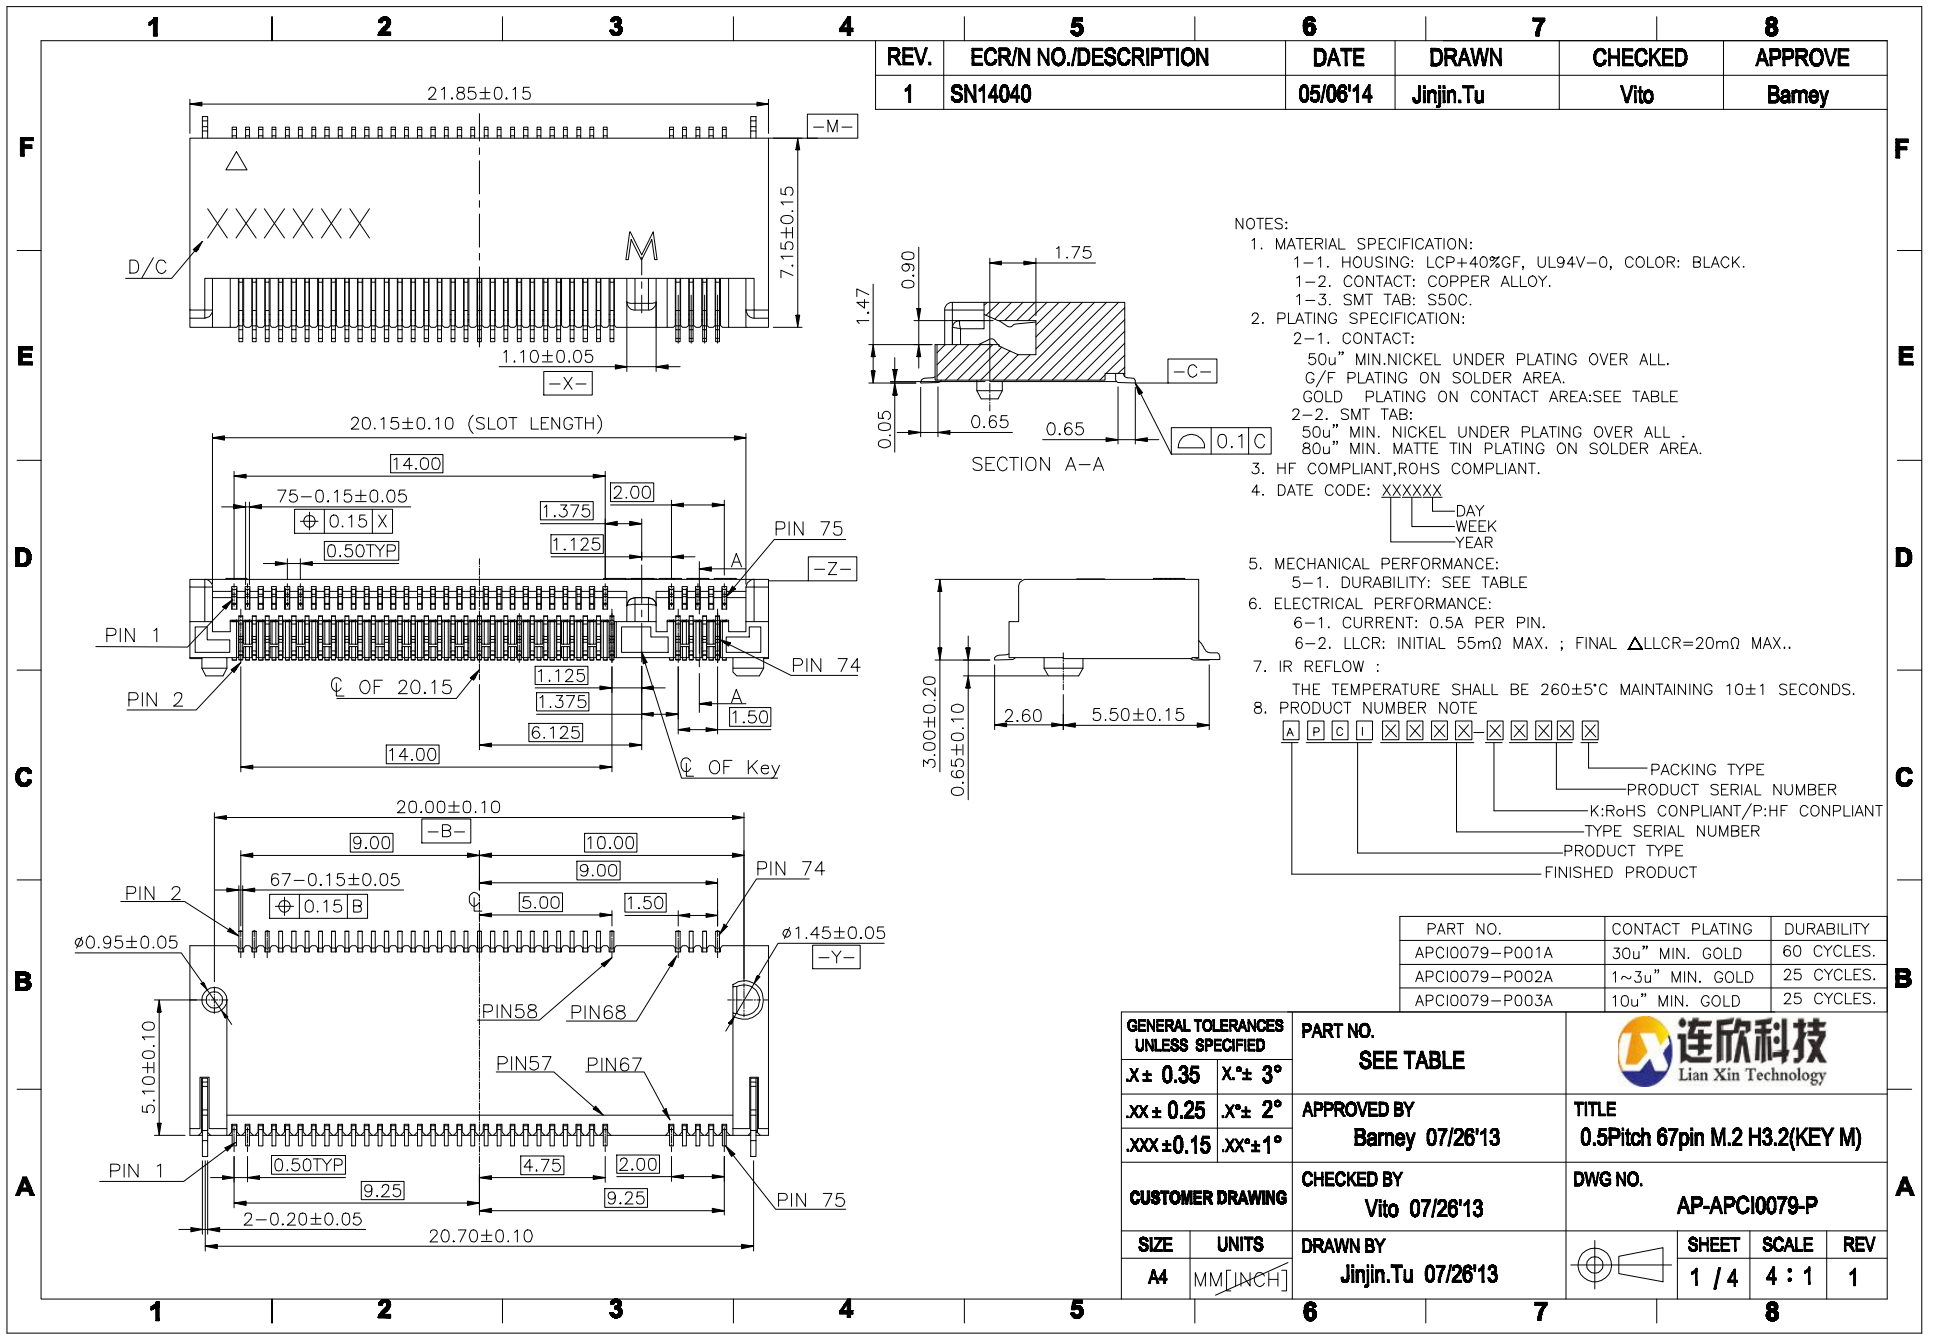 1 2 3 4 5 6 7 8
REV. ECR/N NO./DESCRIPTION DATE DRAWN CHECKED APPROVE
1 SN14040 05/06'14 Jinjin.Tu Vito Barney
F F
E E
D D
C C
B B
A A
21.85±0.15
-M-
XXXXXX
D/C
M
7.15±0.15
1.10±0.05
-X-
1.75
0.90
1.47
-C-
0.05
0.65
0.65
0.1 C
SECTION A-A
20.15±0.10 (SLOT LENGTH)
14.00
75-0.15±0.05
0.15 X
0.50TYP
2.00
1.375
1.125
PIN 75
A
-Z-
PIN 1
PIN 74
PIN 2
℄ OF 20.15
1.125
1.375
A
1.50
6.125
14.00
℄ OF Key
3.00±0.20
0.65±0.10
2.60
5.50±0.15
20.00±0.10
-B-
9.00
10.00
9.00
PIN 74
67-0.15±0.05
PIN 2
0.15 B
℄
5.00
1.50
ø0.95±0.05
ø1.45±0.05
-Y-
PIN58
PIN68
PIN57
PIN67
5.10±0.10
PIN 1
0.50TYP
4.75
2.00
9.25
9.25
PIN 75
2-0.20±0.05
20.70±0.10
NOTES:
1. MATERIAL SPECIFICATION:
1-1. HOUSING: LCP+40%GF, UL94V-0, COLOR: BLACK.
1-2. CONTACT: COPPER ALLOY.
1-3. SMT TAB: S50C.
2. PLATING SPECIFICATION:
2-1. CONTACT:
50u" MIN.NICKEL UNDER PLATING OVER ALL.
G/F PLATING ON SOLDER AREA.
GOLD PLATING ON CONTACT AREA:SEE TABLE
2-2. SMT TAB:
50u" MIN. NICKEL UNDER PLATING OVER ALL .
80u" MIN. MATTE TIN PLATING ON SOLDER AREA.
3. HF COMPLIANT,ROHS COMPLIANT.
4. DATE CODE: XXXXXX
DAY
WEEK
YEAR
5. MECHANICAL PERFORMANCE:
5-1. DURABILITY: SEE TABLE
6. ELECTRICAL PERFORMANCE:
6-1. CURRENT: 0.5A PER PIN.
6-2. LLCR: INITIAL 55mΩ MAX. ; FINAL △LLCR=20mΩ MAX..
7. IR REFLOW :
THE TEMPERATURE SHALL BE 260±5°C MAINTAINING 10±1 SECONDS.
8. PRODUCT NUMBER NOTE
A P C I X X X X - X X X X X
PACKING TYPE
PRODUCT SERIAL NUMBER
K:RoHS CONPLIANT/P:HF CONPLIANT
TYPE SERIAL NUMBER
PRODUCT TYPE
FINISHED PRODUCT
PART NO. CONTACT PLATING DURABILITY
APCI0079-P001A 30u" MIN. GOLD 60 CYCLES.
APCI0079-P002A 1~3u" MIN. GOLD 25 CYCLES.
APCI0079-P003A 10u" MIN. GOLD 25 CYCLES.
GENERAL TOLERANCES
UNLESS SPECIFIED
.X± 0.35 X.°± 3°
.XX± 0.25 .X°± 2°
.XXX±0.15 .XX°±1°
CUSTOMER DRAWING
SIZE UNITS
A4 MM[INCH]
PART NO.
SEE TABLE
APPROVED BY
Barney 07/26'13
CHECKED BY
Vito 07/26'13
DRAWN BY
Jinjin.Tu 07/26'13
连欣科技
Lian Xin Technology
TITLE
0.5Pitch 67pin M.2 H3.2(KEY M)
DWG NO.
AP-APCI0079-P
SHEET SCALE REV
1 / 4 4 : 1 1
1 2 3 4 5 6 7 8